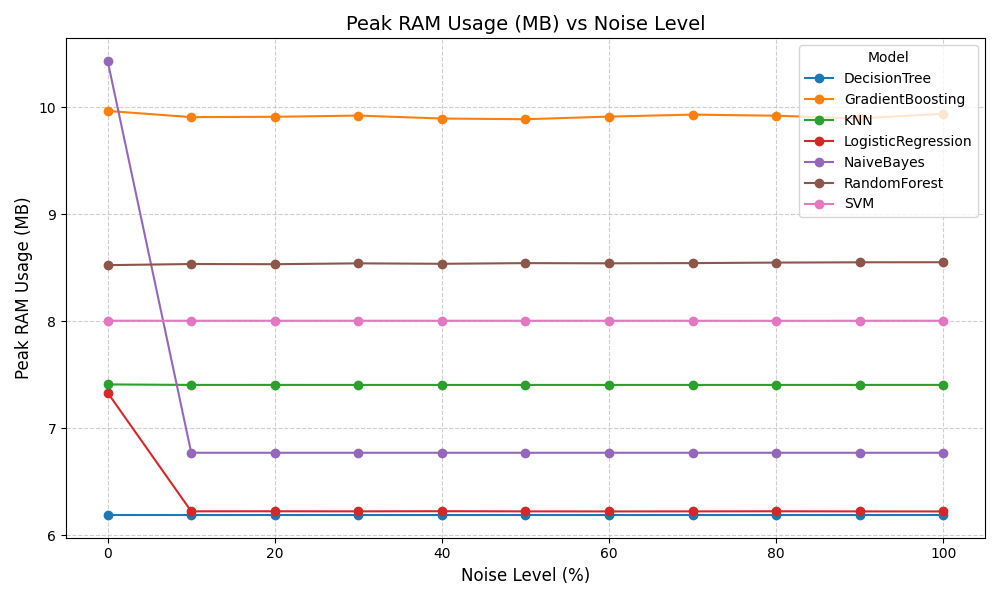 Peak RAM Usage (MB) vs Noise Level
Peak RAM Usage (MB)
10
9
8
7
6
0
20
40
60
80
100
Noise Level (%)
Model
DecisionTree
GradientBoosting
KNN
LogisticRegression
NaiveBayes
RandomForest
SVM